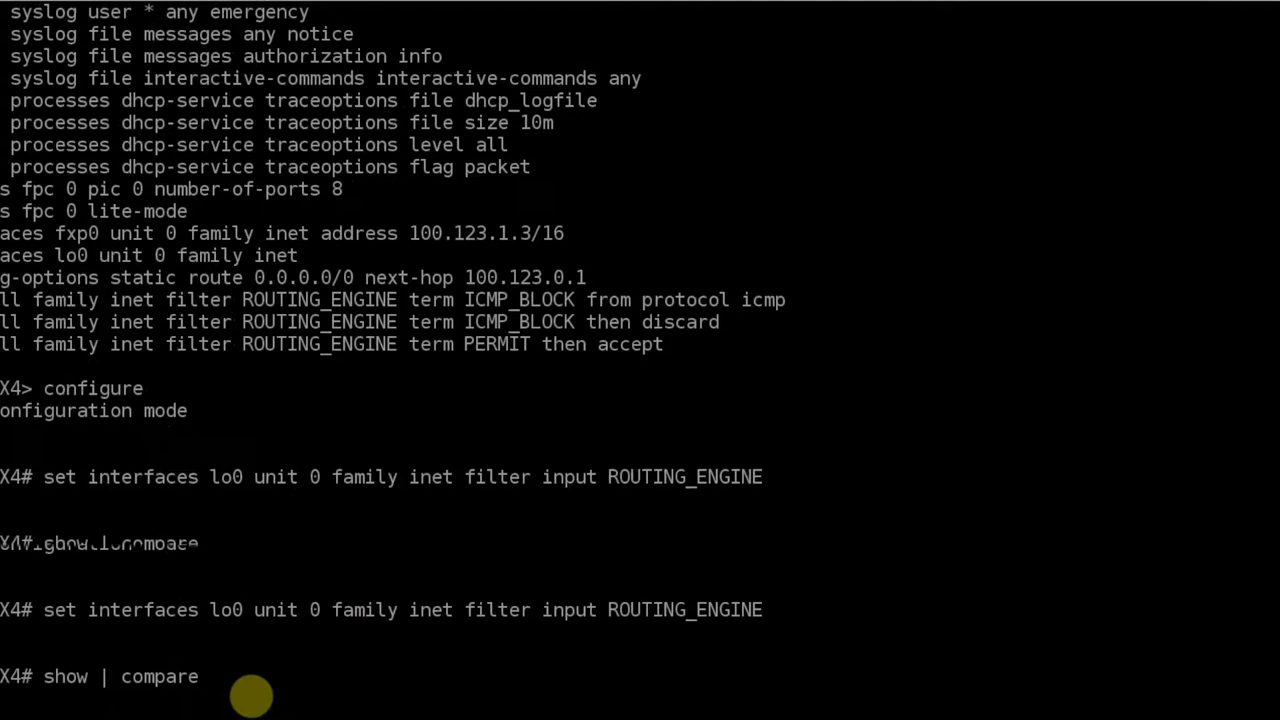 syslog user * any emergency
syslog file messages any notice
syslog file messages authorization info
syslog file interactive-commands interactive-commands any
processes dhcp-service traceoptions file dhcp_logfile
processes dhcp-service traceoptions file size 10m
processes dhcp-service traceoptions level all
processes dhcp-service traceoptions flag packet
s fpc 0 pic 0 number-of-ports 8
s fpc 0 lite-mode
aces fxp0 unit 0 family inet address 100.123.1.3/16
aces lo0 unit 0 family inet
g-options static route 0.0.0.0/0 next-hop 100.123.0.1
ll family inet filter ROUTING_ENGINE term ICMP_BLOCK from protocol icmp
ll family inet filter ROUTING_ENGINE term ICMP_BLOCK then discard
ll family inet filter ROUTING_ENGINE term PERMIT then accept
X4> configure
onfiguration mode
X4# set interfaces lo0 unit 0 family inet filter input ROUTING_ENGINE
X4# set interfaces lo0 unit 0 family inet filter input ROUTING_ENGINE
X4# show | compare